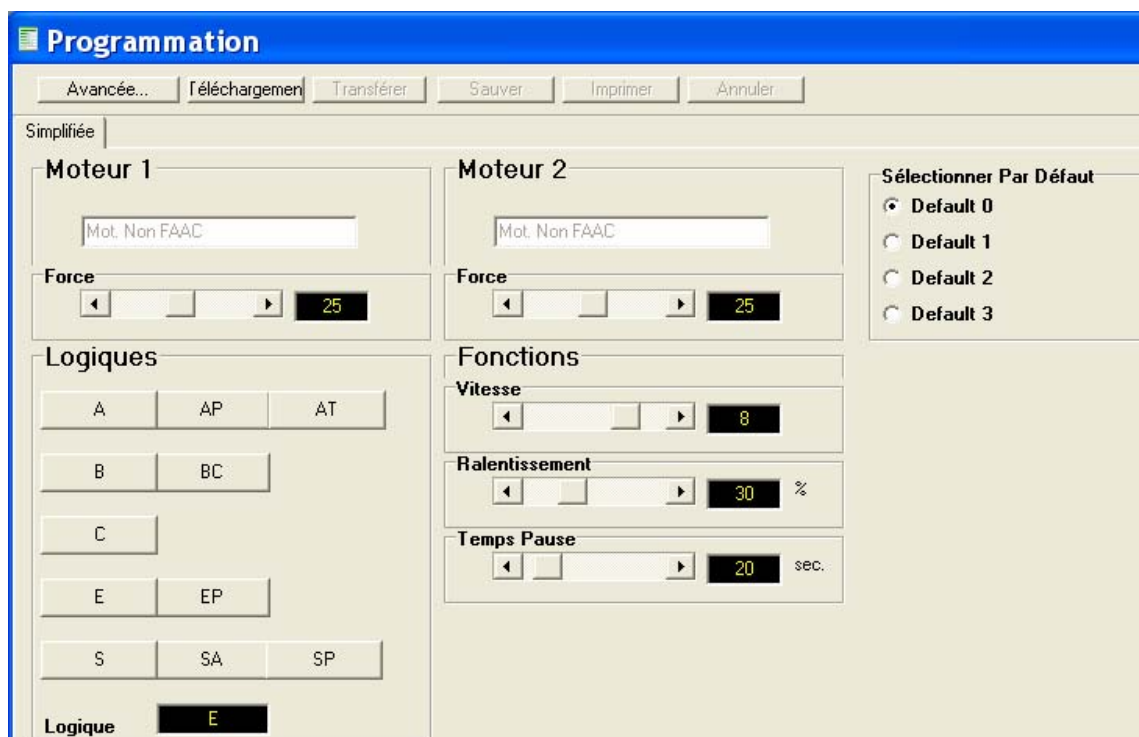 Programmation
Avancée... Téléchargemen Transférer Sauver Imprimer Annuler
Simplifiée
Moteur 1
Mot. Non FAAC
Force
25
Moteur 2
Mot. Non FAAC
Force
25
Sélectionner Par Défaut
Default 0
Default 1
Default 2
Default 3
Logiques
A AP AT
B BC
C
E EP
S SA SP
Logique E
Fonctions
Vitesse
8
Ralentissement
30 %
Temps Pause
20 sec.